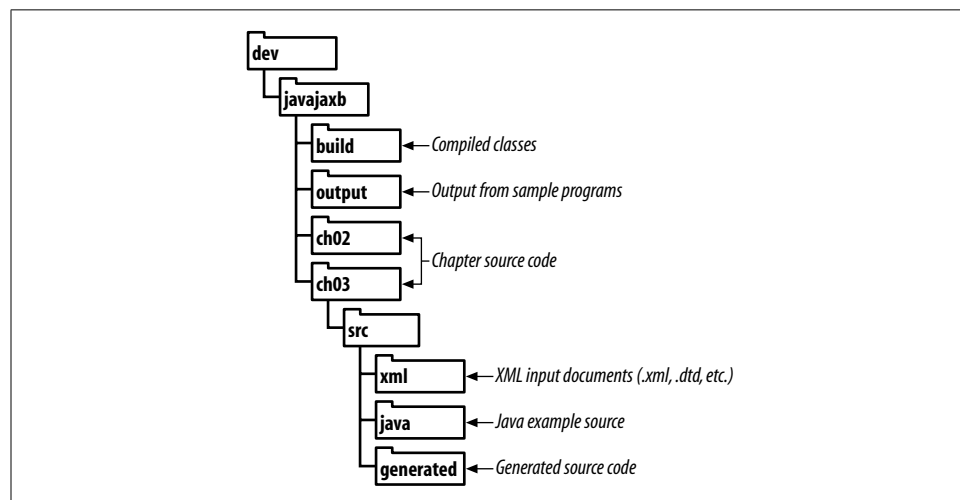 dev
javajaxb
build
Compiled classes
output
Output from sample programs
ch02
Chapter source code
ch03
src
xml
XML input documents (.xml, .dtd, etc.)
java
Java example source
generated
Generated source code